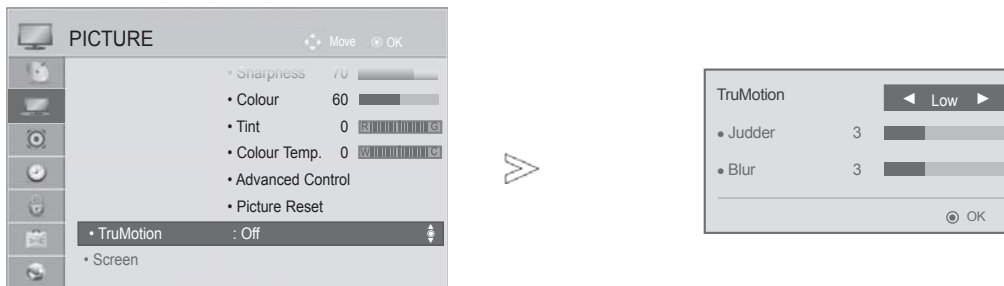 PICTURE
Move ⊙ OK
• Sharpness 70
• Colour 60
• Tint 0 R G
• Colour Temp. 0 W C
• Advanced Control
• Picture Reset
• TruMotion : Off
• Screen
TruMotion ◄ Low ►
● Judder 3
● Blur 3
◉ OK